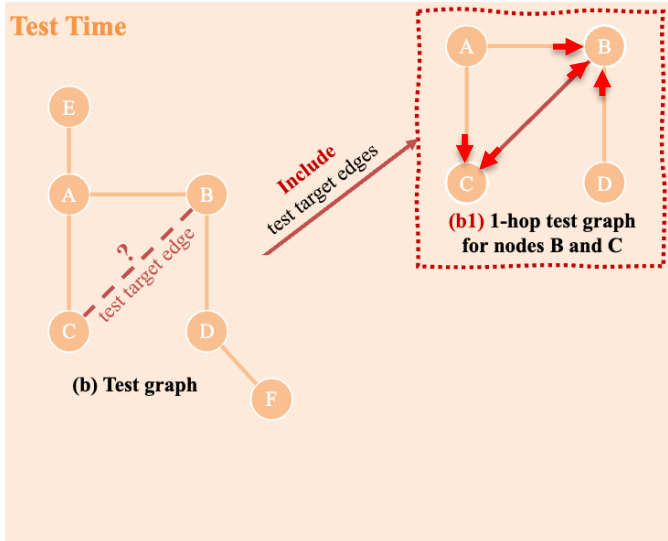 Test Time
E
A
B
?
test target edge
C
D
F
(b) Test graph
Include
test target edges
A
B
C
D
(b1) 1-hop test graph
for nodes B and C